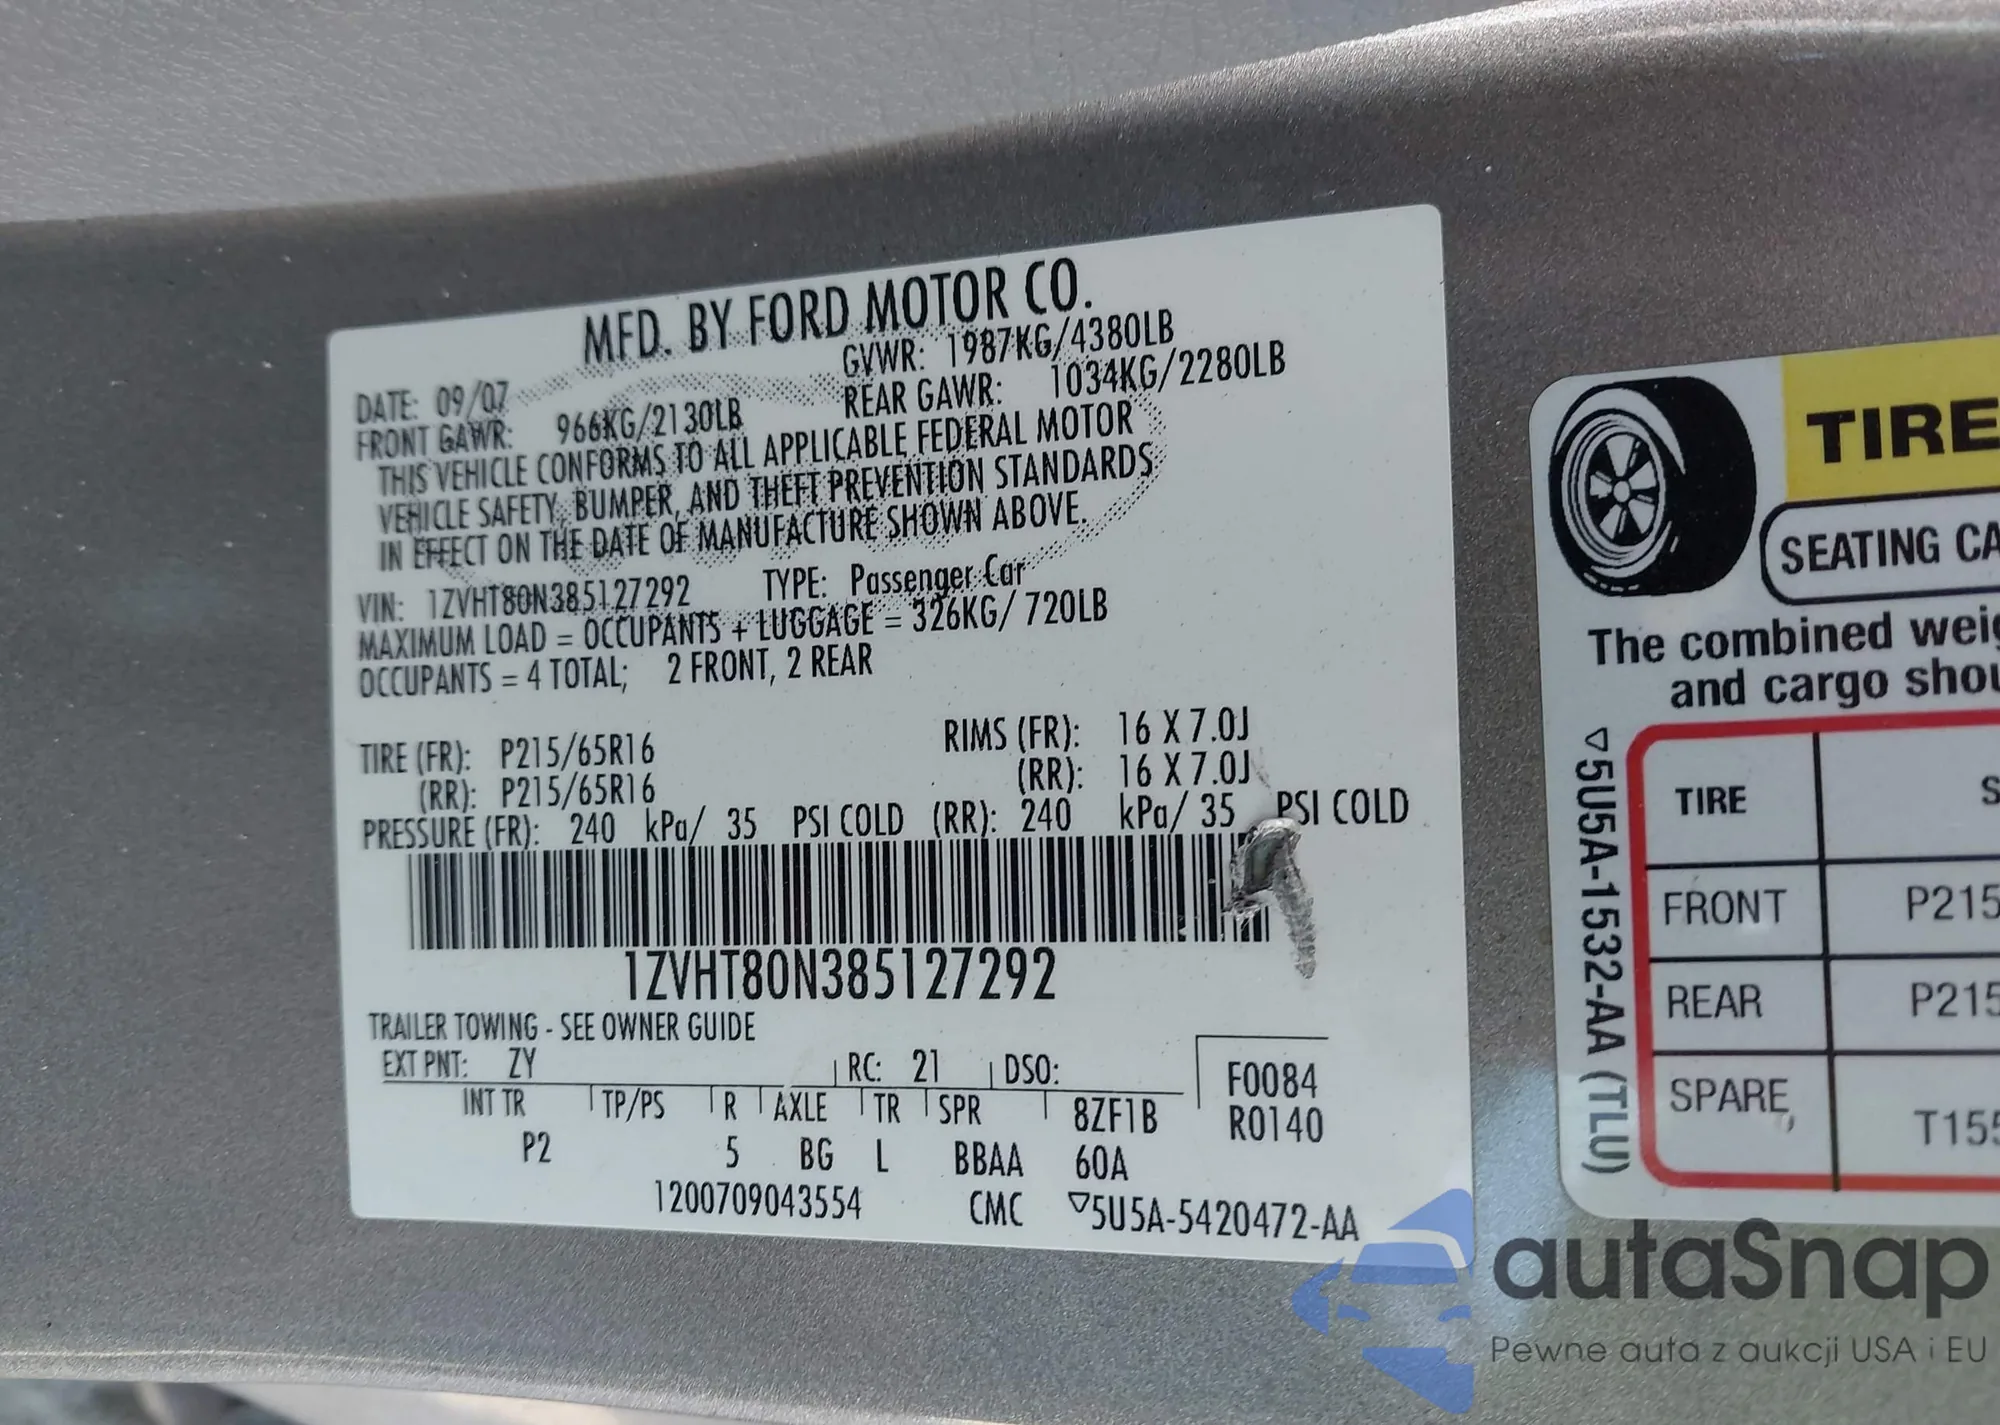 MFD. BY FORD MOTOR CO.
DATE: 09/07 GVWR: 1987KG/4380LB
FRONT GAWR: 966KG/2130LB REAR GAWR: 1034KG/2280LB
THIS VEHICLE CONFORMS TO ALL APPLICABLE FEDERAL MOTOR
VEHICLE SAFETY, BUMPER, AND THEFT PREVENTION STANDARDS
IN EFFECT ON THE DATE OF MANUFACTURE SHOWN ABOVE.
VIN: 1ZVHT80N385127292 TYPE: Passenger Car
MAXIMUM LOAD = OCCUPANTS + LUGGAGE = 326KG/ 720LB
OCCUPANTS = 4 TOTAL; 2 FRONT, 2 REAR
TIRE (FR): P215/65R16 RIMS (FR): 16 X 7.0J
(RR): P215/65R16 (RR): 16 X 7.0J
PRESSURE (FR): 240 kPa/ 35 PSI COLD (RR): 240 kPa/ 35 PSI COLD
1ZVHT80N385127292
TRAILER TOWING - SEE OWNER GUIDE
EXT PNT: ZY RC: 21 DSO:
F0084
INT TR TP/PS R AXLE TR SPR 8ZF1B
R0140
P2 5 BG L BBAA 60A
1200709043554 CMC ▽5U5A-5420472-AA
TIRE
SEATING CA
The combined weig
and cargo shou
▽5U5A-1532-AA (TLU)
TIRE S
FRONT P215
REAR P215
SPARE T155
autaSnap
Pewne auta z aukcji USA i EU